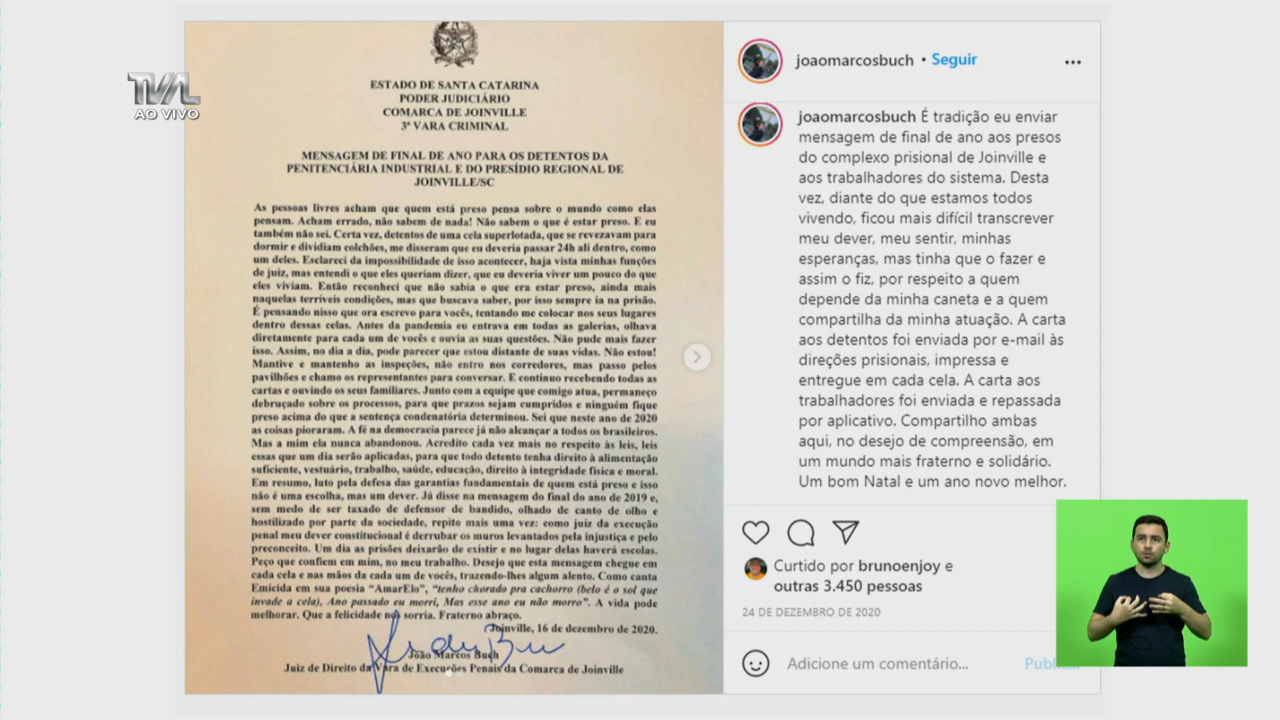 TVAL
AO VIVO
ESTADO DE SANTA CATARINA
PODER JUDICIÁRIO
COMARCA DE JOINVILLE
3ª VARA CRIMINAL
MENSAGEM DE FINAL DE ANO PARA OS DETENTOS DA
PENITENCIÁRIA INDUSTRIAL E DO PRESÍDIO REGIONAL DE
JOINVILLE/SC
As pessoas livres acham que quem está preso pensa sobre o mundo como elas
pensam. Acham errado, não sabem de nada! Não sabem o que é estar preso. E eu
também não sei. Certa vez, detentos de uma cela superlotada, que se revezavam para
dormir e dividiam colchões, me disseram que eu deveria passar 24h ali dentro, como
um deles. Esclareci da impossibilidade de isso acontecer, haja vista minhas funções
de juiz, mas entendi o que eles queriam dizer, que eu deveria viver um pouco do que
eles viviam. Então reconheci que não sabia o que era estar preso, ainda mais
naquelas terríveis condições, mas que buscava saber, por isso sempre ia na prisão.
É pensando nisso que ora escrevo para vocês, tentando me colocar nos seus lugares
dentro dessas celas. Antes da pandemia eu entrava em todas as galerias, olhava
diretamente para cada um de vocês e ouvia as suas questões. Não pude mais fazer
isso. Assim, no dia a dia, pode parecer que estou distante de suas vidas. Não estou!
Mantive e mantenho as inspeções, não entro nos corredores, mas passo pelos
pavilhões e chamo os representantes para conversar. E continuo recebendo todas as
cartas e ouvindo os seus familiares. Junto com a equipe que comigo atua, permaneço
debruçado sobre os processos, para que prazos sejam cumpridos e ninguém fique
preso acima do que a sentença condenatória determinou. Sei que neste ano de 2020
as coisas pioraram. A fé na democracia parece já não alcançar a todos os brasileiros.
Mas a mim ela nunca abandonou. Acredito cada vez mais no respeito às leis, leis
essas que um dia serão aplicadas, para que todo detento tenha direito à alimentação
suficiente, vestuário, trabalho, saúde, educação, direito à integridade física e moral.
Em resumo, luto pela defesa das garantias fundamentais de quem está preso e isso
não é uma escolha, mas um dever. Já disse na mensagem do final do ano de 2019 e,
sem medo de ser taxado de defensor de bandido, olhado de canto de olho e
hostilizado por parte da sociedade, repito mais uma vez: como juiz da execução
penal meu dever constitucional é derrubar os muros levantados pela injustiça e pelo
preconceito. Um dia as prisões deixarão de existir e no lugar delas haverá escolas.
Peço que confiem em mim, no meu trabalho. Desejo que esta mensagem chegue em
cada cela e nas mãos da cada um de vocês, trazendo-lhes algum alento. Como canta
Emicida em sua poesia "AmarElo", "tenho chorado pra cachorro (belo é o sol que
invade a cela), Ano passado eu morri, Mas esse ano eu não morro". A vida pode
melhorar. Que a felicidade nos sorria. Fraterno abraço.
Joinville, 16 de dezembro de 2020.
João Marcos Buch
Juiz de Direito da Vara de Execuções Penais da Comarca de Joinville
joaomarcosbuch • Seguir
joaomarcosbuch É tradição eu enviar
mensagem de final de ano aos presos
do complexo prisional de Joinville e
aos trabalhadores do sistema. Desta
vez, diante do que estamos todos
vivendo, ficou mais difícil transcrever
meu dever, meu sentir, minhas
esperanças, mas tinha que o fazer e
assim o fiz, por respeito a quem
depende da minha caneta e a quem
compartilha da minha atuação. A carta
aos detentos foi enviada por e-mail às
direções prisionais, impressa e
entregue em cada cela. A carta aos
trabalhadores foi enviada e repassada
por aplicativo. Compartilho ambas
aqui, no desejo de compreensão, em
um mundo mais fraterno e solidário.
Um bom Natal e um ano novo melhor.
Curtido por brunoenjoy e
outras 3.450 pessoas
24 DE DEZEMBRO DE 2020
Adicione um comentário...